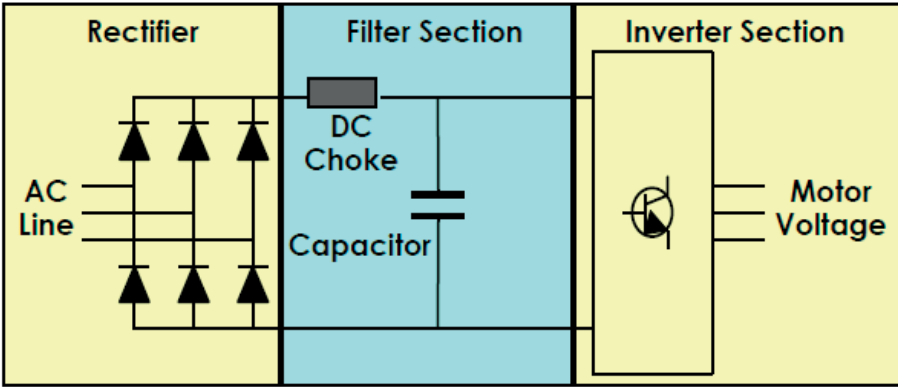 Rectifier
Filter Section
Inverter Section
DC
Choke
AC
Line
Capacitor
Motor
Voltage